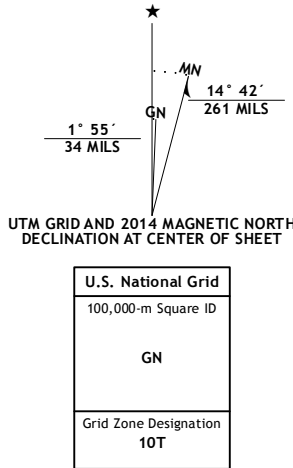 ★
MN
GN
14° 42´
261 MILS
1° 55´
34 MILS
UTM GRID AND 2014 MAGNETIC NORTH
DECLINATION AT CENTER OF SHEET
U.S. National Grid
100,000-m Square ID
GN
Grid Zone Designation
10T